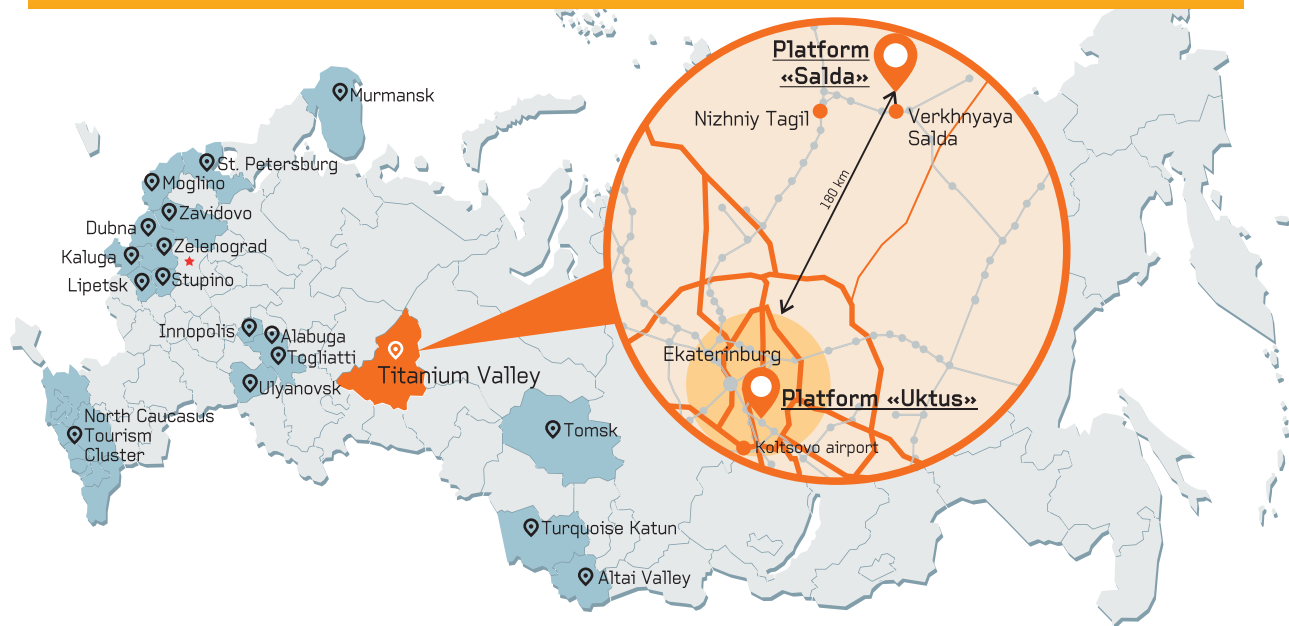 Murmansk
St. Petersburg
Moglino
Zavidovo
Dubna
Zelenograd
Kaluga
Stupino
Lipetsk
Innopolis
Alabuga
Togliatti
Ulyanovsk
Titanium Valley
North Caucasus
Tourism
Cluster
Tomsk
Turquoise Katun
Altai Valley
Platform
«Salda»
Nizhniy Tagil
Verkhnyaya
Salda
180 km
Ekaterinburg
Platform «Uktus»
Koltsovo airport